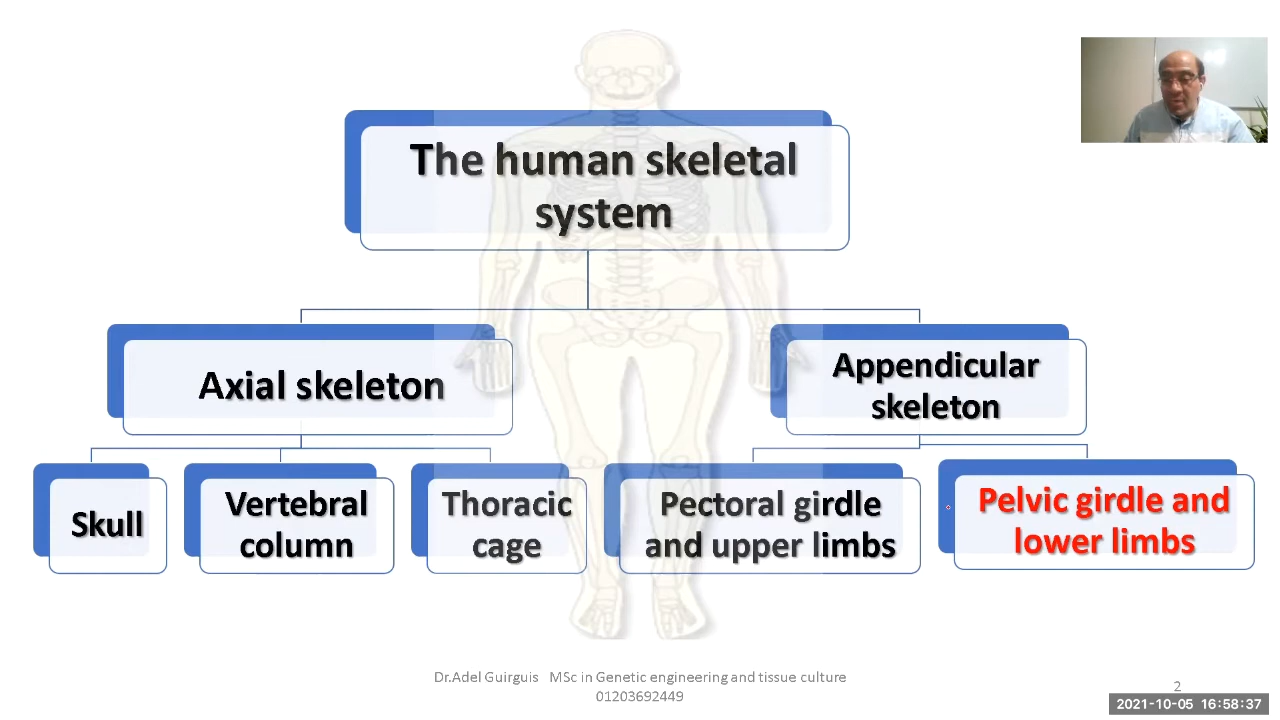 The human skeletal
system
Axial skeleton
Appendicular
skeleton
Skull
Vertebral
column
Thoracic
cage
Pectoral girdle
and upper limbs
Pelvic girdle and
lower limbs
Dr.Adel Guirguis MSc in Genetic engineering and tissue culture
01203692449
2
2021-10-05 16:58:37